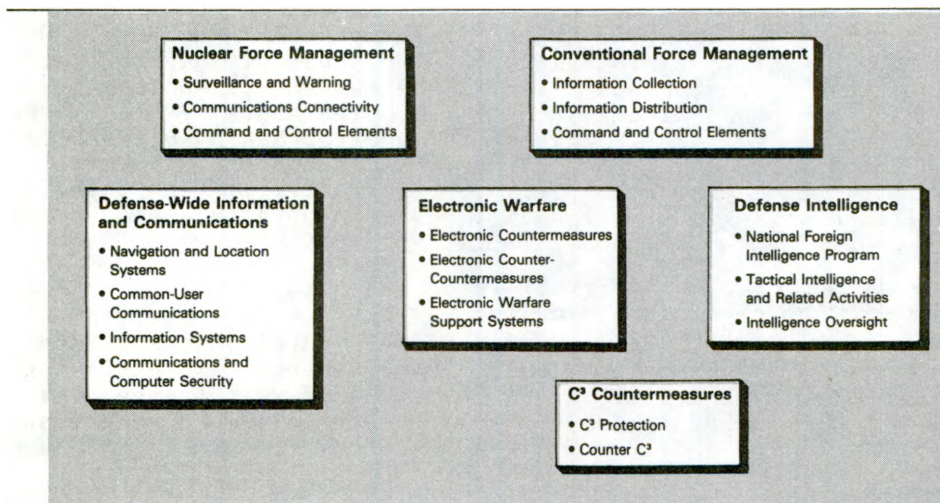 Nuclear Force Management
• Surveillance and Warning
• Communications Connectivity
• Command and Control Elements
Conventional Force Management
• Information Collection
• Information Distribution
• Command and Control Elements
Defense-Wide Information
and Communications
• Navigation and Location
Systems
• Common-User
Communications
• Information Systems
• Communications and
Computer Security
Electronic Warfare
• Electronic Countermeasures
• Electronic Counter-
Countermeasures
• Electronic Warfare
Support Systems
Defense Intelligence
• National Foreign
Intelligence Program
• Tactical Intelligence
and Related Activities
• Intelligence Oversight
C³ Countermeasures
• C³ Protection
• Counter C³